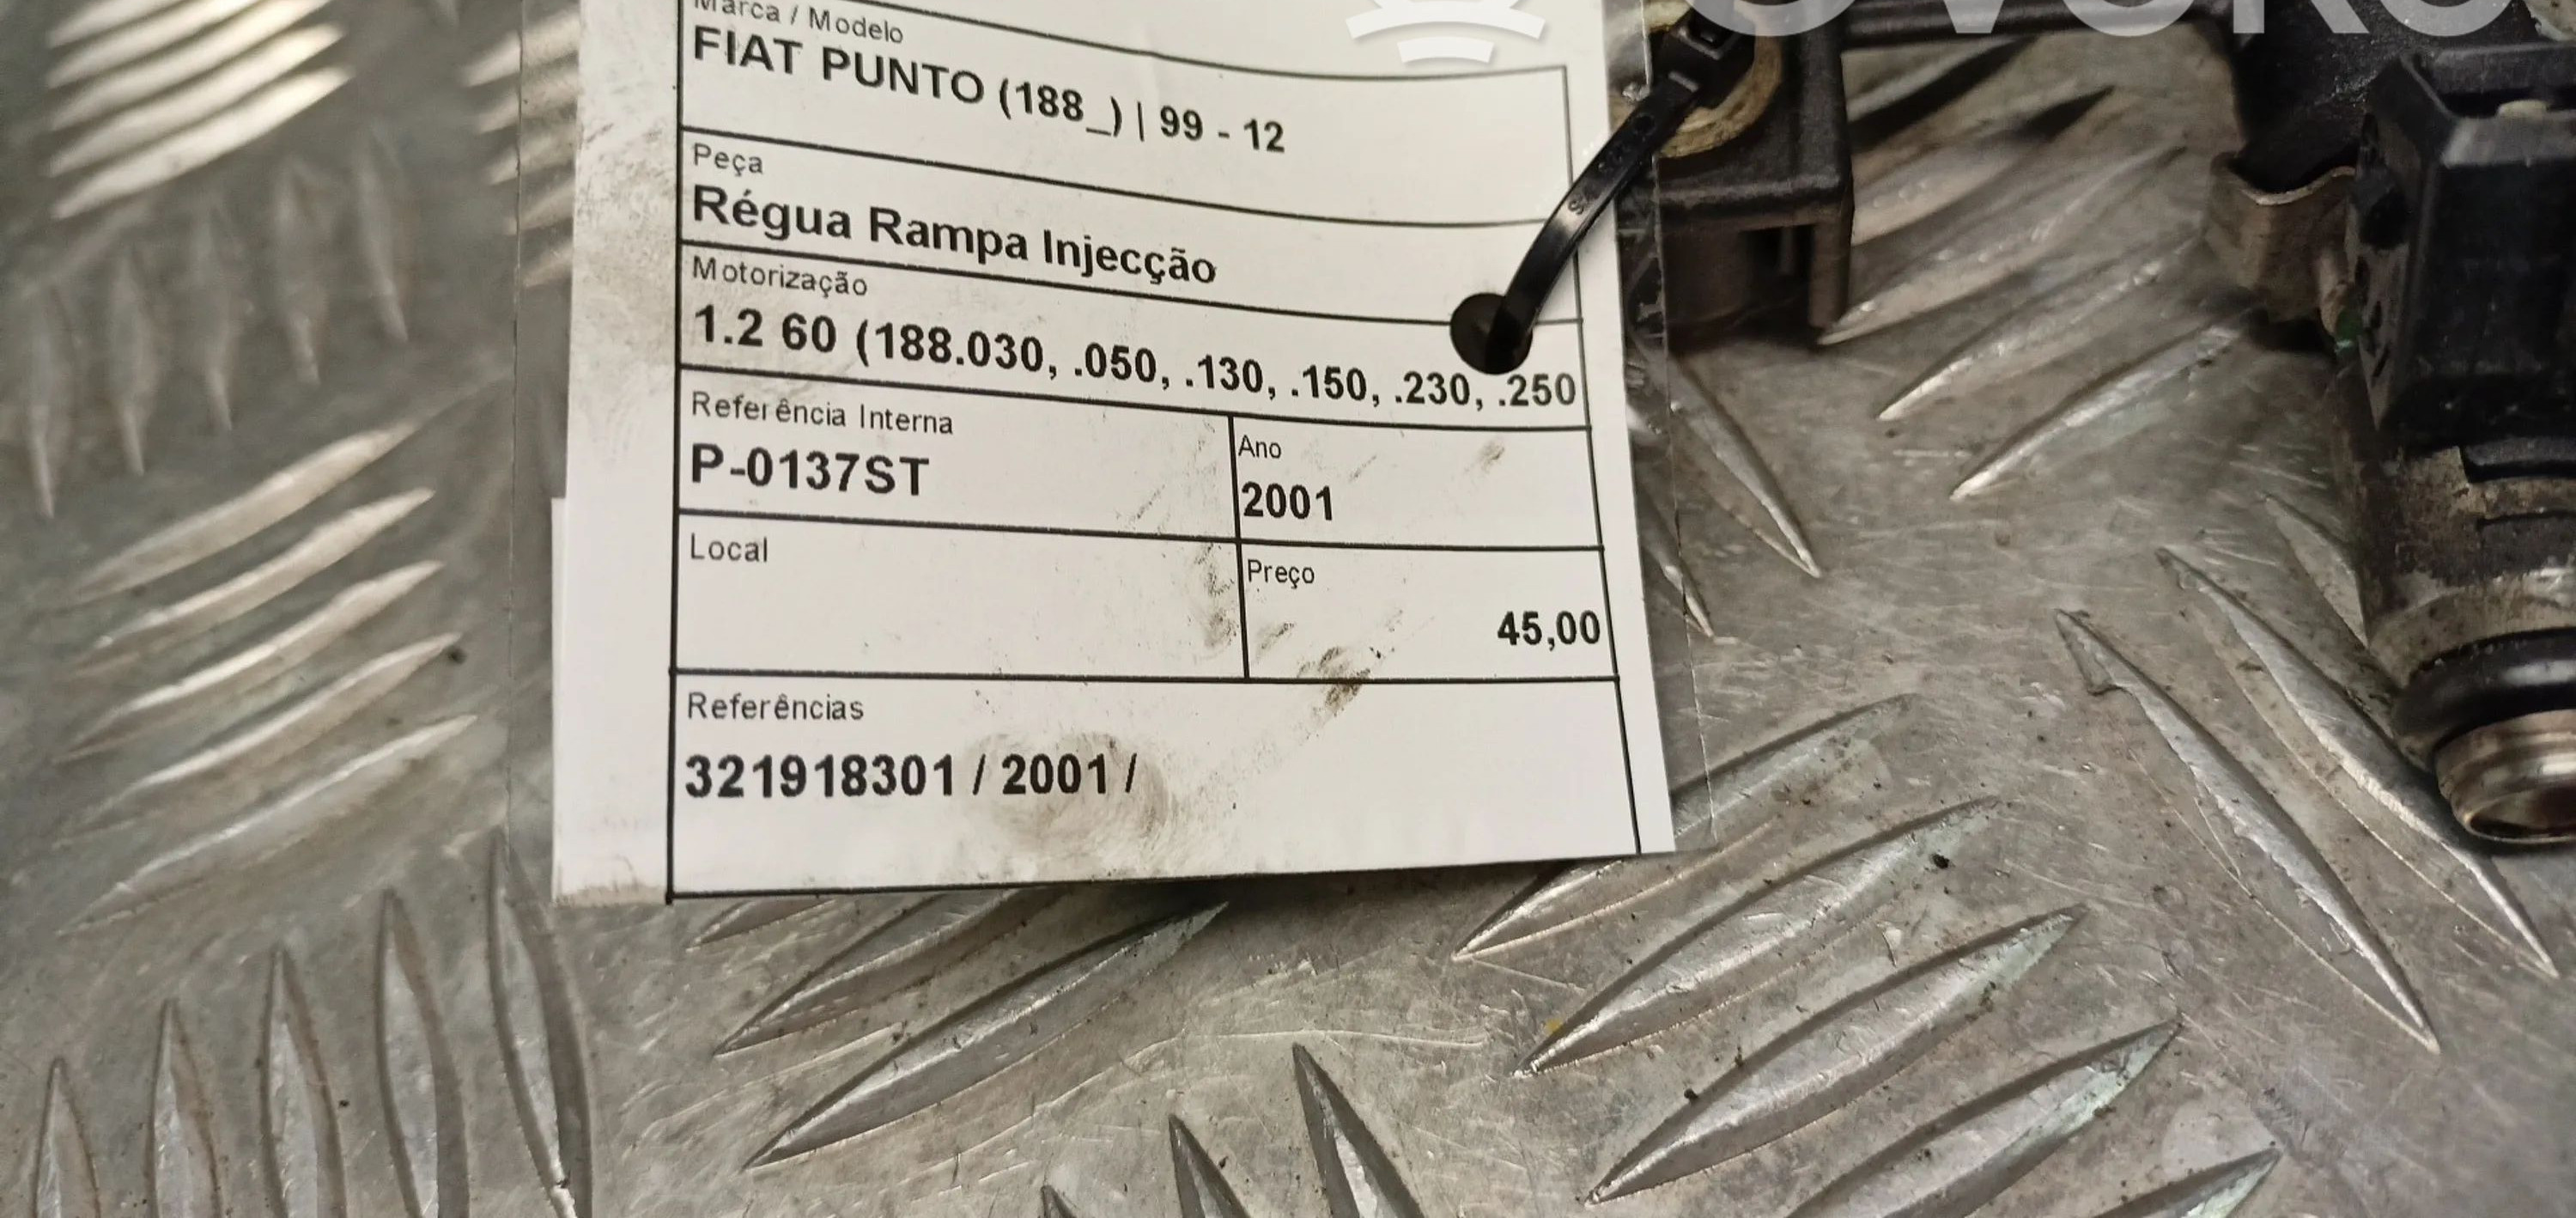 Marca / Modelo
FIAT PUNTO (188_) | 99 - 12
Peça
Régua Rampa Injecção
Motorização
1.2 60 (188.030, .050, .130, .150, .230, .250
Referência Interna
P-0137ST
Ano
2001
Local
Preço
45,00
Referências
321918301 / 2001 /